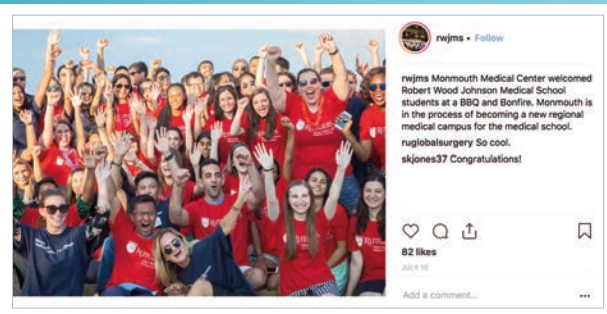 rwjms • Follow
rwjms Monmouth Medical Center welcomed
Robert Wood Johnson Medical School
students at a BBQ and Bonfire. Monmouth is
in the process of becoming a new regional
medical campus for the medical school.
ruglobalsurgery So cool.
skjones37 Congratulations!
82 likes
JULY 10
Add a comment...
RUTGERS
RUTGERS